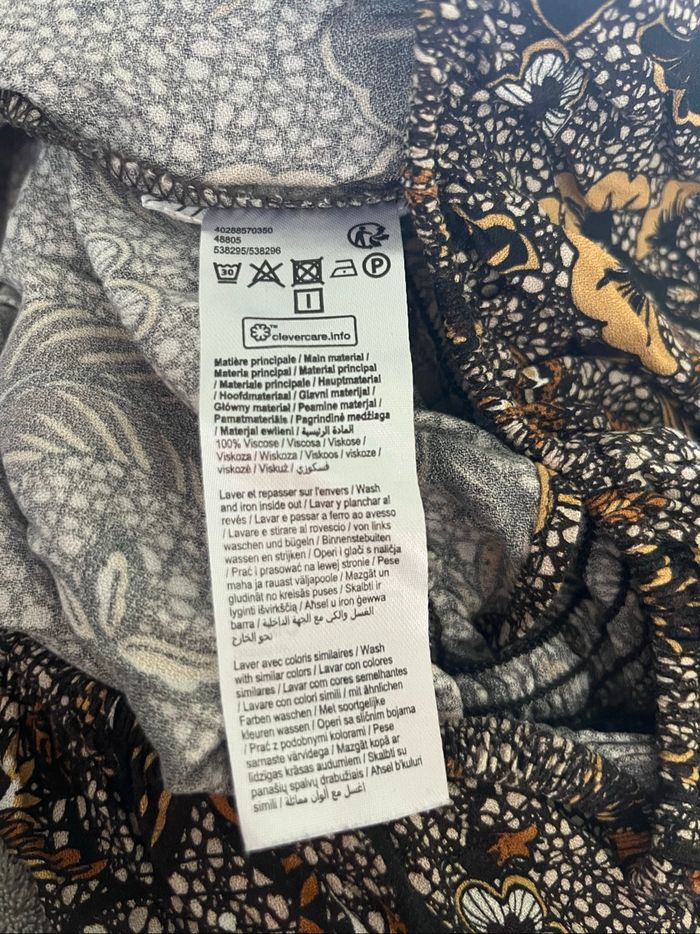 40288570350
48805
538295/538296
30
P
clevercare.info
Matière principale / Main material /
Materia principal / Material principal
/ Materiale principale / Hauptmaterial
/ Hoofdmateriaal / Glavni materijal /
Główny materiał / Peamine materjal /
Pamatmateriāls / Pagrindinė medžiaga
/ Materjal ewlieni / المادة الرئيسية
100% Viscose / Viscosa / Viskose /
Viskoza / Wiskoza / Viskoos / viskoze /
viskozė / Viskuż / فسكوزي
Laver et repasser sur l'envers / Wash
and iron inside out / Lavar y planchar al
revés / Lavar e passar a ferro ao avesso
/ Lavare e stirare al rovescio / von links
waschen und bügeln / Binnenstebuiten
wassen en strijken / Operi i glači s naličja
/ Prać i prasować na lewej stronie / Pese
maha ja rauast väljapoole / Mazgāt un
gludināt no kreisās puses / Skalbti ir
lyginti išvirkščią / Aħsel u iron ġewwa
barra / الغسل والكي مع الجهة الداخلية
نحو الخارج
Laver avec coloris similaires / Wash
with similar colors / Lavar con colores
similares / Lavar com cores semelhantes
/ Lavare con colori simili / mit ähnlichen
Farben waschen / Met soortgelijke
kleuren wassen / Operi sa sličnim bojama
/ Prać z podobnymi kolorami / Pese
samaste värvidega / Mazgāt kopā ar
līdzīgas krāsas audumiem / Skalbti su
panašių spalvų drabužiais / Aħsel b'kuluri
simili / اغسل مع ألوان مماثلة